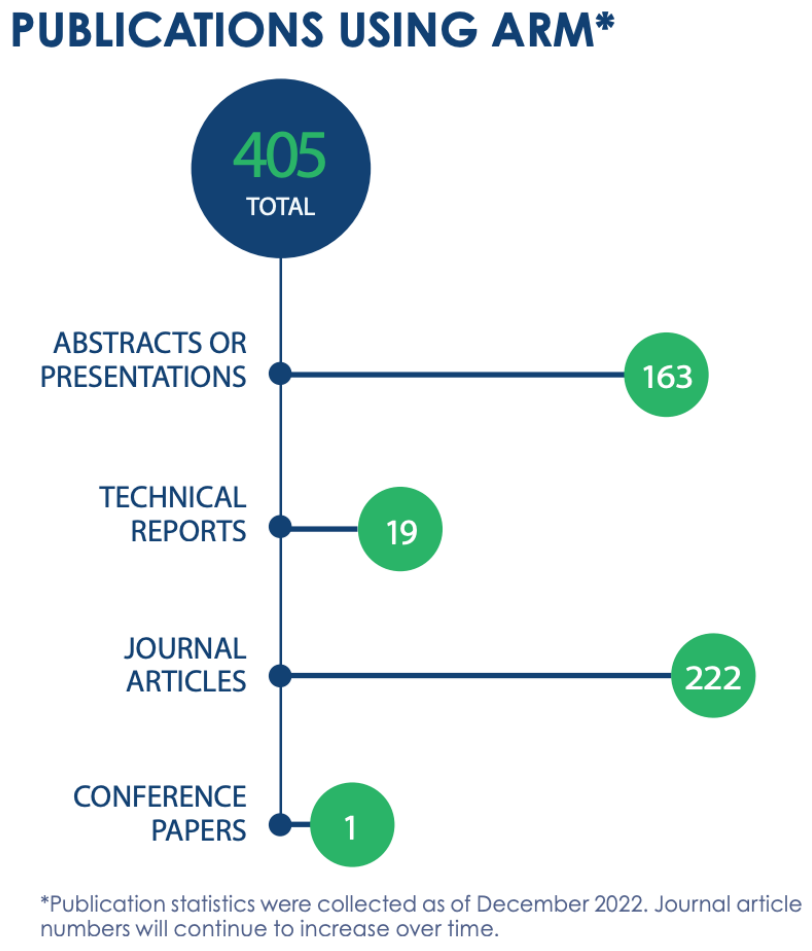 PUBLICATIONS USING ARM*
405
TOTAL
ABSTRACTS OR
PRESENTATIONS
163
TECHNICAL
REPORTS
19
JOURNAL
ARTICLES
222
CONFERENCE
PAPERS
1
*Publication statistics were collected as of December 2022. Journal article
numbers will continue to increase over time.